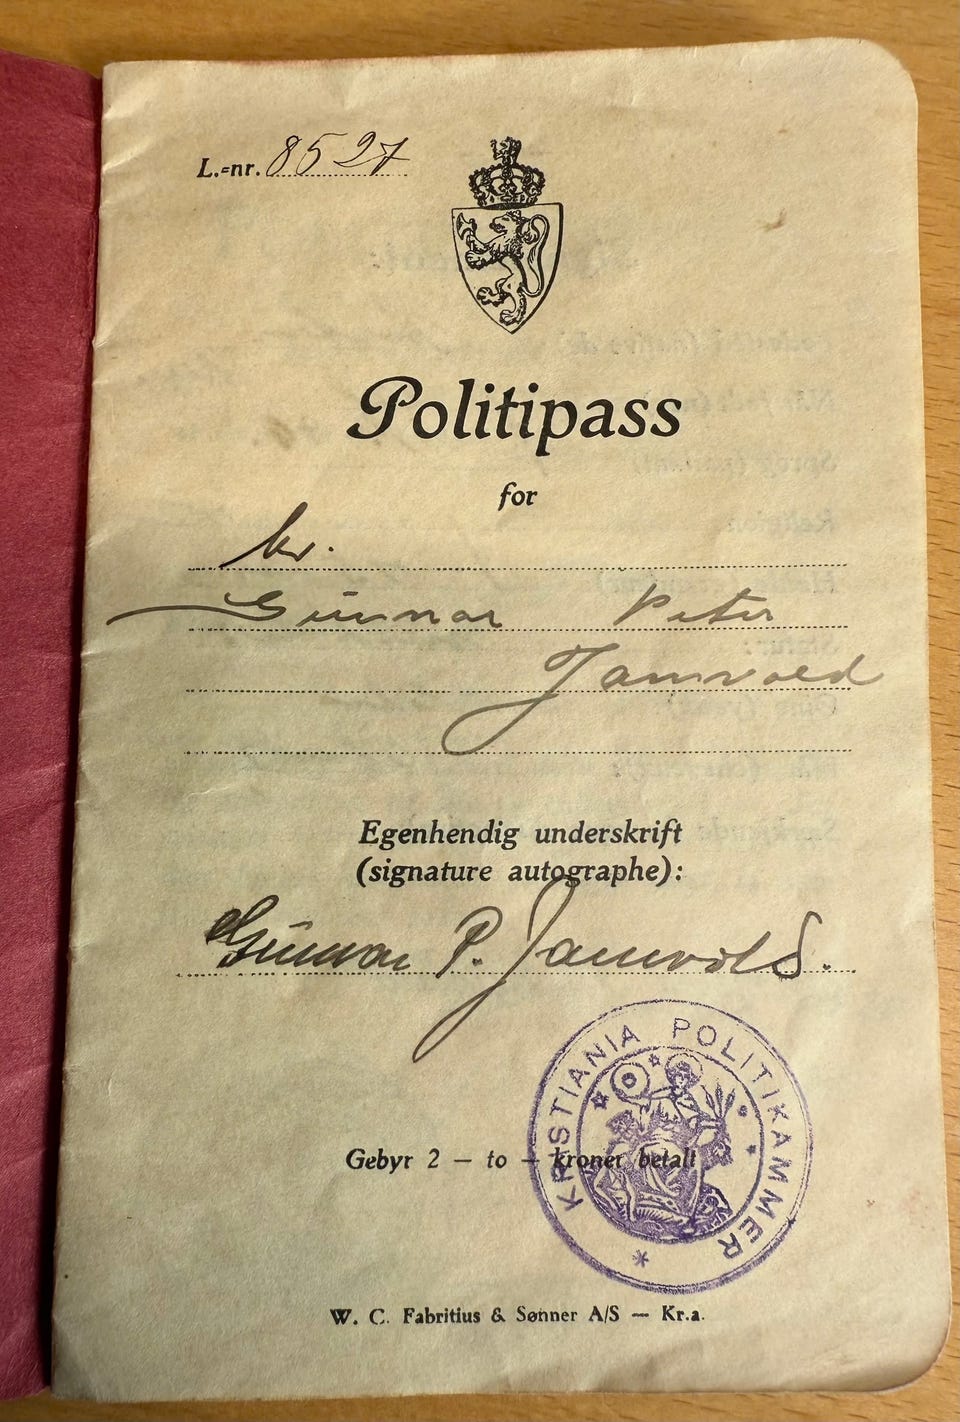 L.=nr. 8527
Politipass
for
hr.
Gunnar Peter
Jamvold
Egenhendig underskrift
(signature autographe):
Gunnar P. Jamvold.
KRISTIANIA POLITIKAMMER
Gebyr 2 — to — kroner betalt
W. C. Fabritius & Sønner A/S — Kr.a.